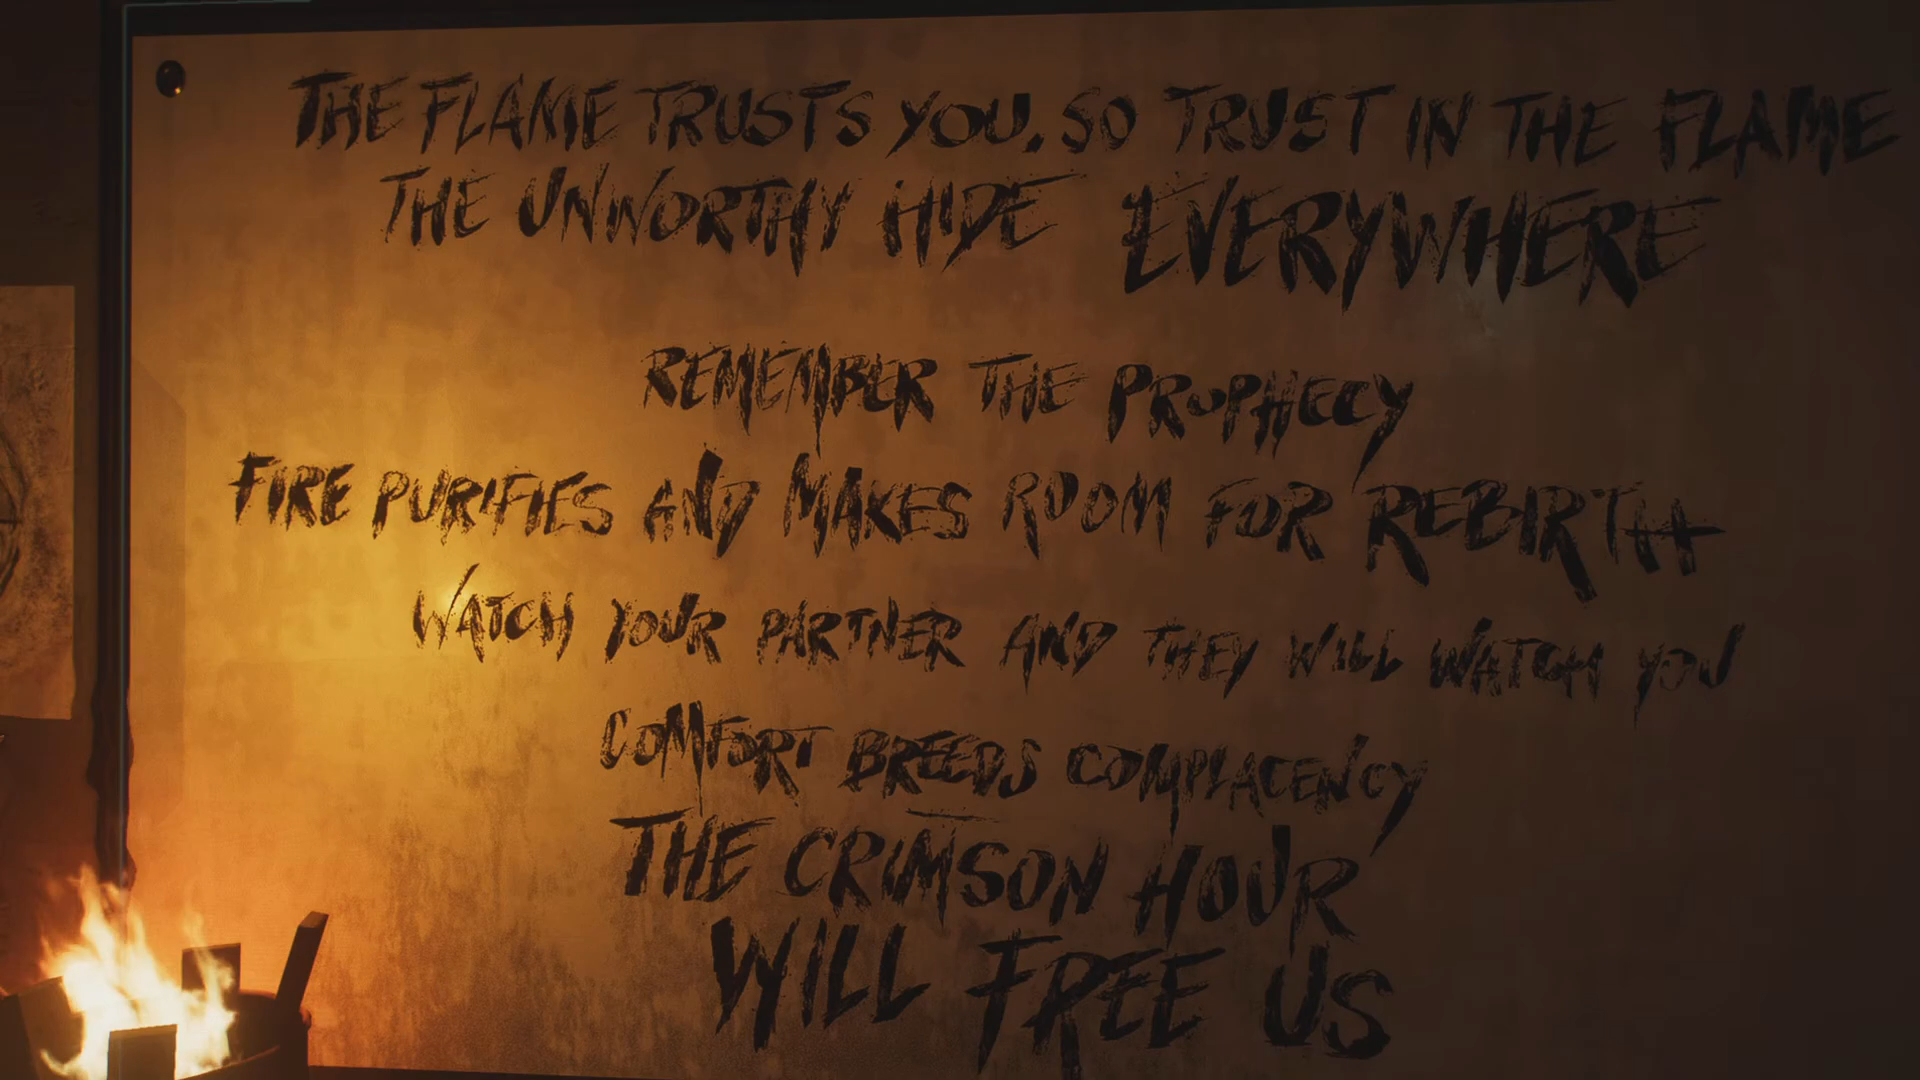 THE FLAME TRUSTS YOU, SO TRUST IN THE FLAME
THE UNWORTHY HIDE EVERYWHERE
REMEMBER THE PROPHECY
FIRE PURIFIES AND MAKES ROOM FOR REBIRTH
WATCH YOUR PARTNER AND THEY WILL WATCH YOU
COMFORT BREEDS COMPLACENCY
THE CRIMSON HOUR
WILL FREE US